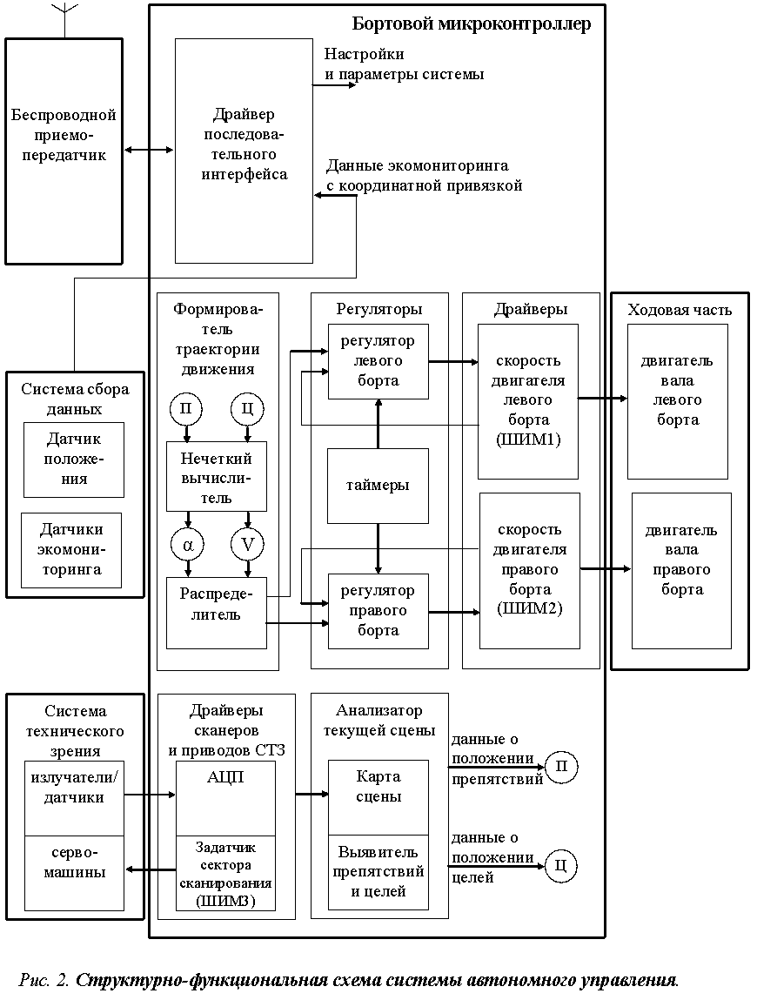 Бортовой микроконтроллер
Беспроводной
приемо-
передатчик
Драйвер
последова-
тельного
интерфейса
Настройки
и параметры системы
Данные экомониторинга
с координатной привязкой
Система сбора
данных
Датчик
положе-
ния
Датчики
экомони-
торинга
Формирова-
тель
траектории
движения
П
Ц
Нечеткий
вычисли-
тель
α
V
Распреде-
литель
Регуляторы
регулятор
левого
борта
таймеры
регулятор
правого
борта
Драйверы
скорость
двигателя
левого
борта
(ШИМ1)
скорость
двигателя
правого
борта
(ШИМ2)
Ходовая часть
двигатель
вала
левого
борта
двигатель
вала
правого
борта
Система
технического
зрения
излучатели/
датчики
серво-
машины
Драйверы
сканеров
и приводов СТЗ
АЦП
Задатчик
сектора
сканирования
(ШИМ3)
Анализатор
текущей сцены
Карта
сцены
Выявитель
препятствий
и целей
данные о
положении
препятствий
П
данные о
положении
целей
Ц
Рис. 2. Структурно-функциональная схема системы автономного управления.